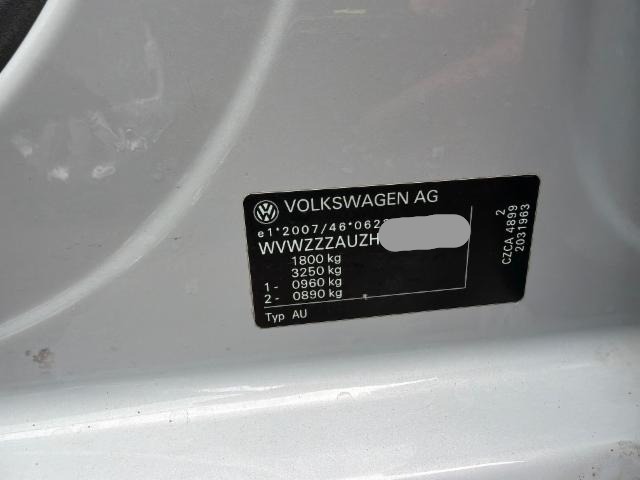 VOLKSWAGEN AG
e1*2007/46*062
WVWZZZAUZH
1800 kg
3250 kg
1 - 0960 kg
2 - 0890 kg
Typ AU
2
CZCA 4899
2031963